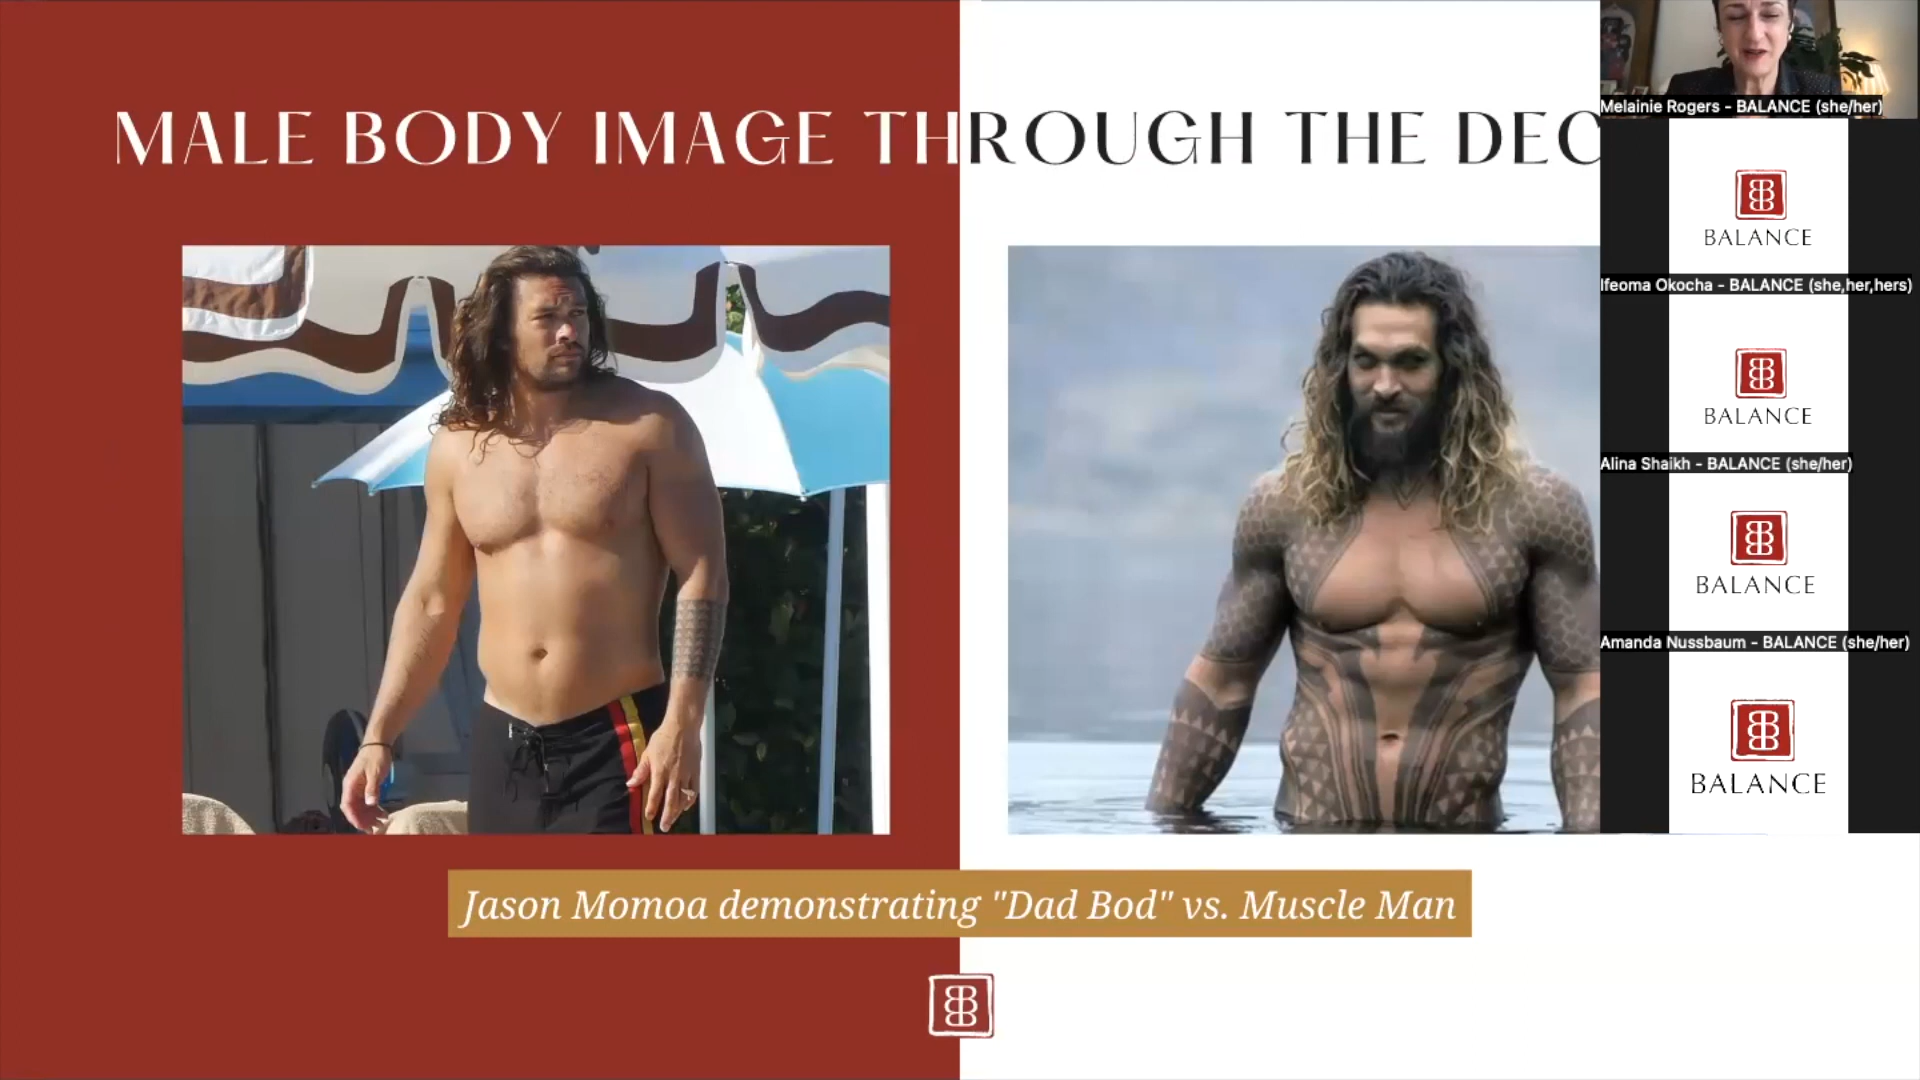 MALE BODY IMAGE THROUGH THE DEC
Melainie Rogers - BALANCE (she/her)
BALANCE
Ifeoma Okocha - BALANCE (she,her,hers)
BALANCE
Alina Shaikh - BALANCE (she/her)
BALANCE
Amanda Nussbaum - BALANCE (she/her)
BALANCE
Jason Momoa demonstrating "Dad Bod" vs. Muscle Man